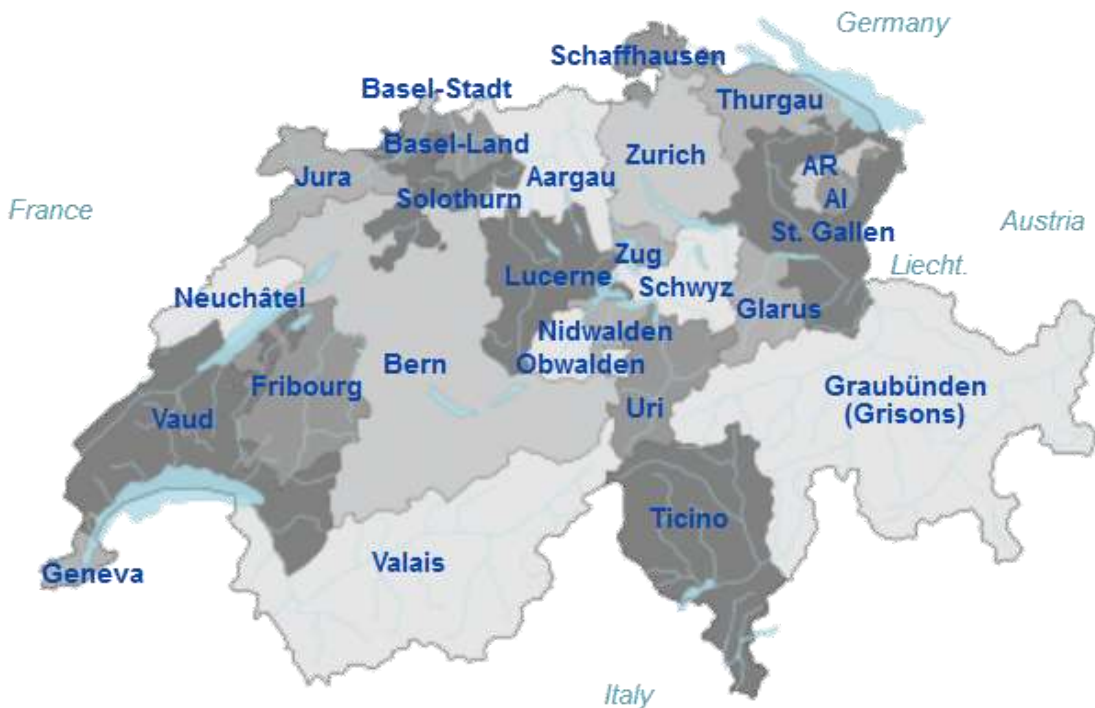 Germany
Schaffhausen
Basel-Stadt
Thurgau
Basel-Land
Zurich
AR
Jura
Aargau
Solothurn
AI
France
Austria
St. Gallen
Zug
Liecht.
Lucerne
Schwyz
Neuchâtel
Glarus
Nidwalden
Bern
Obwalden
Fribourg
Graubünden
(Grisons)
Vaud
Uri
Ticino
Valais
Geneva
Italy